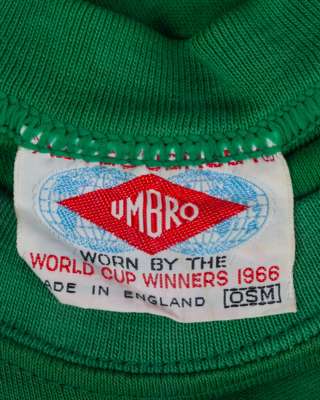 UMBRO
WORN BY THE
WORLD CUP WINNERS 1966
ADE IN ENGLAND OSM